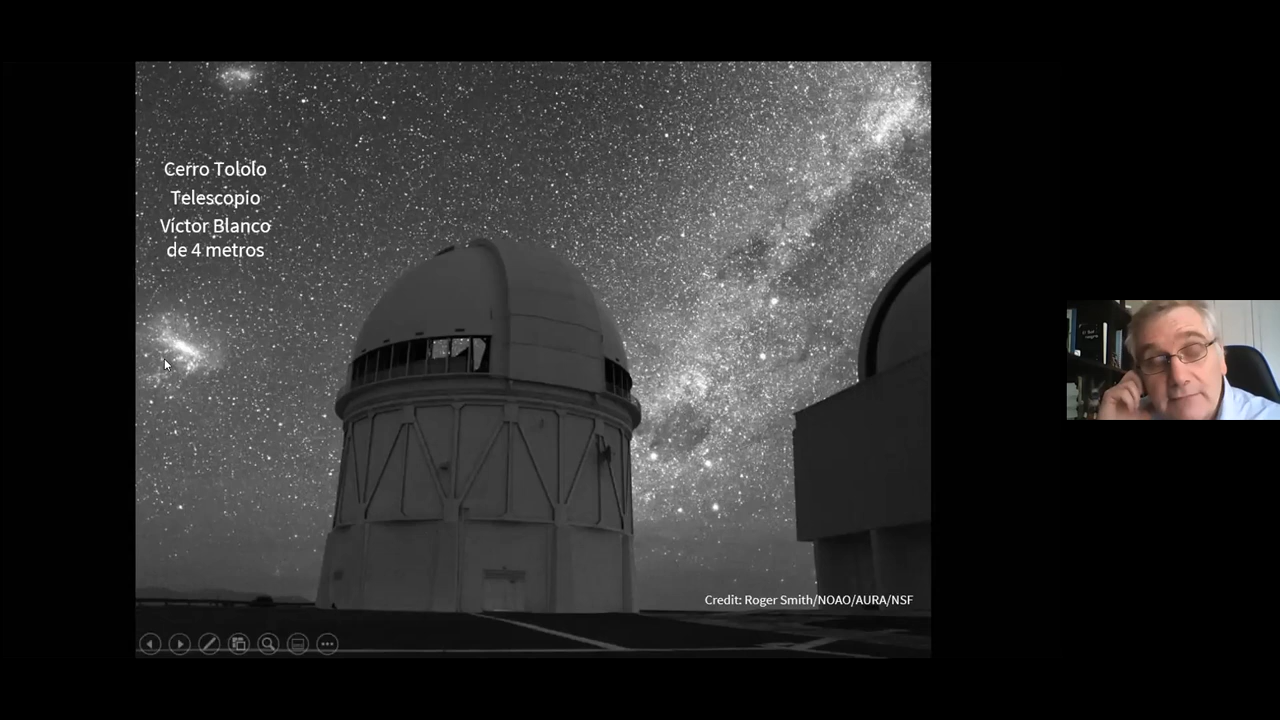 Cerro Tololo
Telescopio
Víctor Blanco
de 4 metros
Credit: Roger Smith/NOAO/AURA/NSF